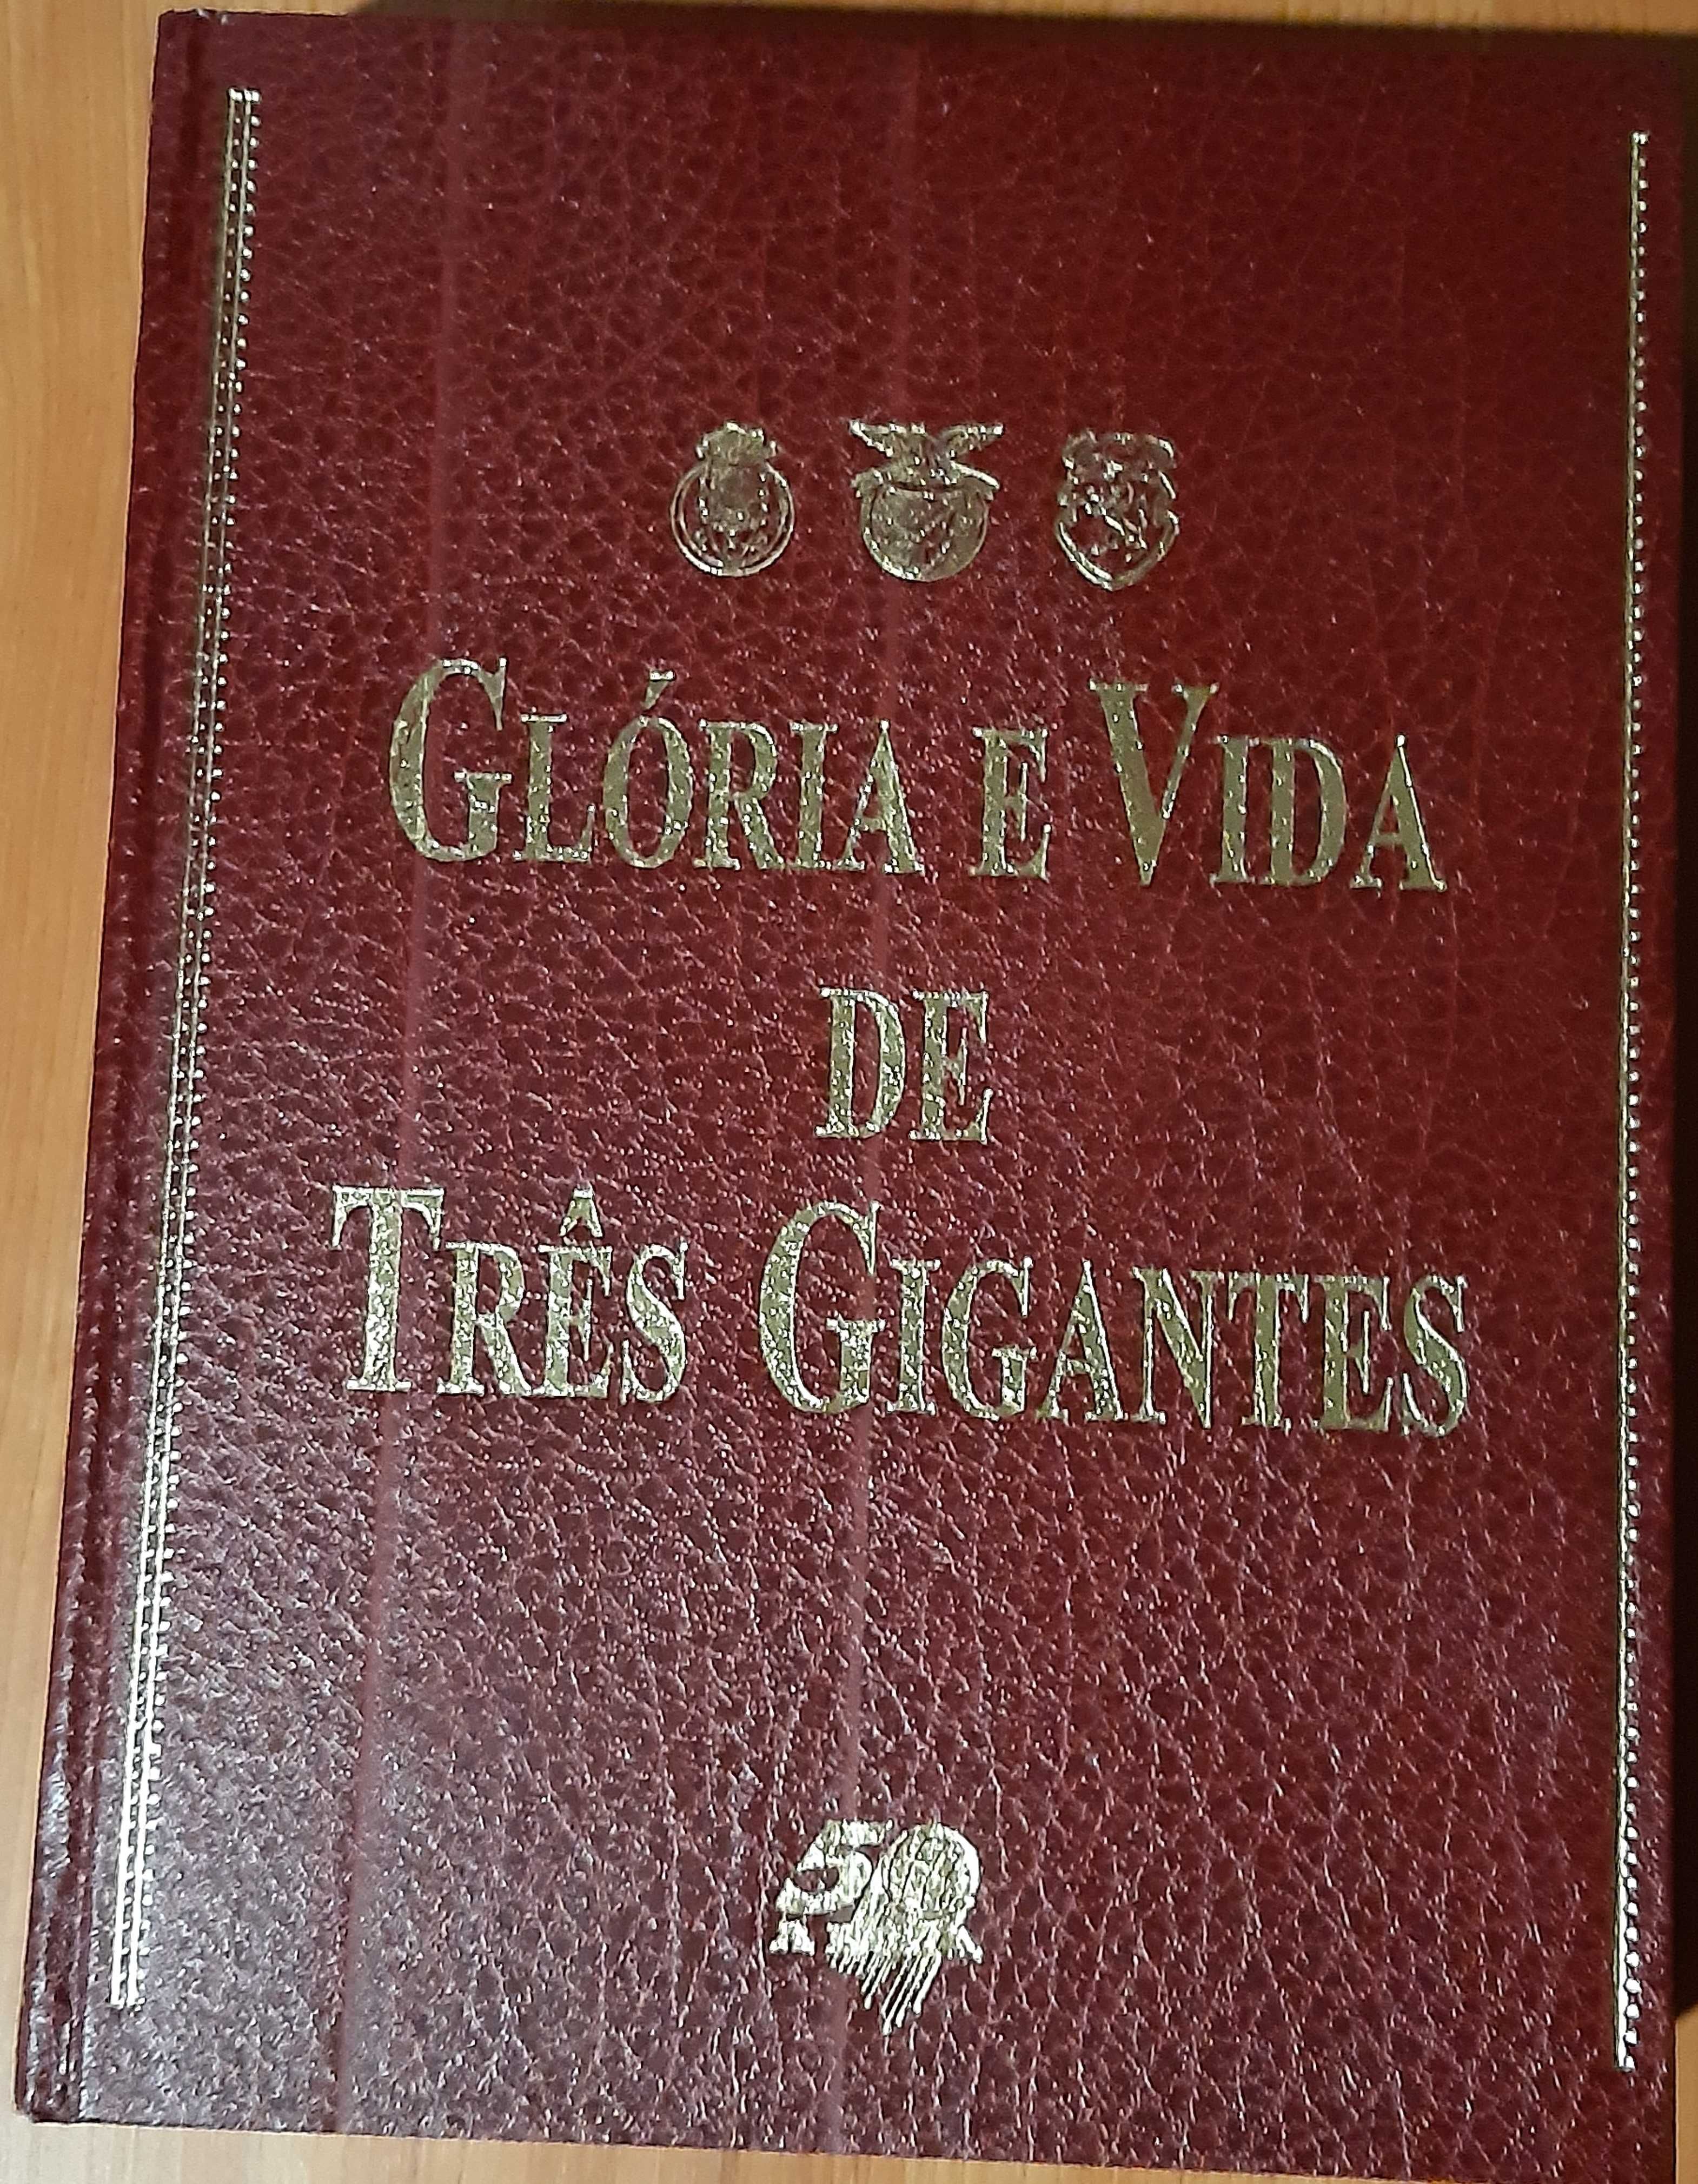 GLÓRIA E VIDA
DE
TRÊS GIGANTES
50